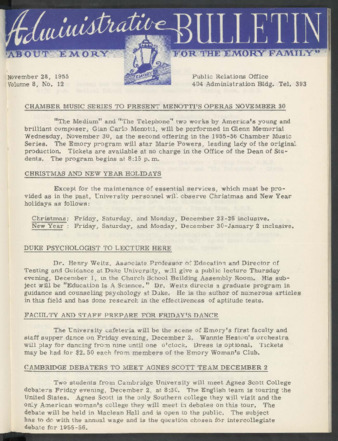 Administrative BULLETIN
ABOUT EMORY
FOR THE EMORY FAMILY"
November 28, 1955
Public Relations Office
Volume 8, No. 12
404 Administration Bldg. Tel. 393
CHAMBER MUSIC SERIES TO PRESENT MENOTTI'S OPERAS NOVEMBER 30
"The Medium" and "The Telephone" two works by America's young and
brilliant composer, Gian Carlo Menotti, will be performed in Glenn Memorial
Wednesday, November 30, as the second offering in the 1955-56 Chamber Music
Series. The Emory program will star Marie Powers, leading lady of the original
production. Tickets are available at no charge in the Office of the Dean of Stu-
dents. The program begins at 8:15 p.m.
CHRISTMAS AND NEW YEAR HOLIDAYS
Except for the maintenance of essential services, which must be pro-
vided as in the past, University personnel will observe Christmas and New Year
holidays as follows:
Christmas: Friday, Saturday, and Monday, December 23-26 inclusive.
New Year : Friday, Saturday, and Monday, December 30-January 2 inclusive.
DUKE PSYCHOLOGIST TO LECTURE HERE
Dr. Henry Weitz, Associate Professor of Education and Director of
Testing and Guidance at Duke University, will give a public lecture Thursday
evening, December 1, in the Church School Building Assembly Room. His sub-
ject will be "Education Is A Science." Dr. Weitz directs a graduate program in
guidance and counseling psychology at Duke. He is the author of numerous articles
in this field and has done research in the effectiveness of aptitude tests.
FACULTY AND STAFF PREPARE FOR FRIDAY'S DANCE
The University cafeteria will be the scene of Emory's first faculty and
staff supper dance on Friday evening, December 2. Wannie Heaton's orchestra
will play for dancing from nine until one o'clock. Dress is optional. Tickets
may be had for $2.50 each from members of the Emory Woman's Club.
CAMBRIDGE DEBATERS TO MEET AGNES SCOTT TEAM DECEMBER 2
Two students from Cambridge University will meet Agnes Scott College
debaters Friday evening, December 2, at 8:30. The English team is touring the
United States. Agnes Scott is the only Southern college they will visit and the
only American woman's college they will meet in debates on this tour. The
debate will be held in Maclean Hall and is open to the public. The subject
has to do with the annual wage and is the question chosen for intercollegiate
debate for 1955-56.